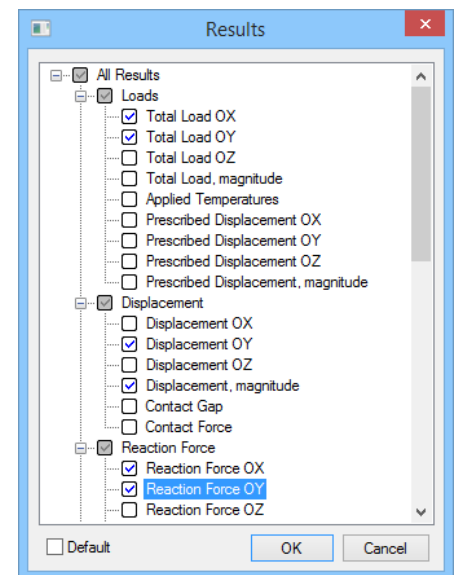 Results
All Results
Loads
Total Load OX
Total Load OY
Total Load OZ
Total Load, magnitude
Applied Temperatures
Prescribed Displacement OX
Prescribed Displacement OY
Prescribed Displacement OZ
Prescribed Displacement, magnitude
Displacement
Displacement OX
Displacement OY
Displacement OZ
Displacement, magnitude
Contact Gap
Contact Force
Reaction Force
Reaction Force OX
Reaction Force OY
Reaction Force OZ
Default OK Cancel